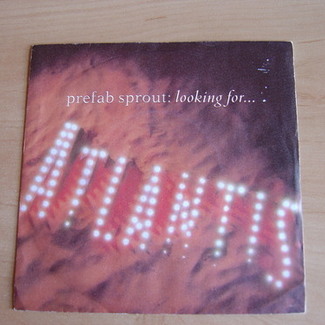 prefab sprout: looking for...
ATLANTIS